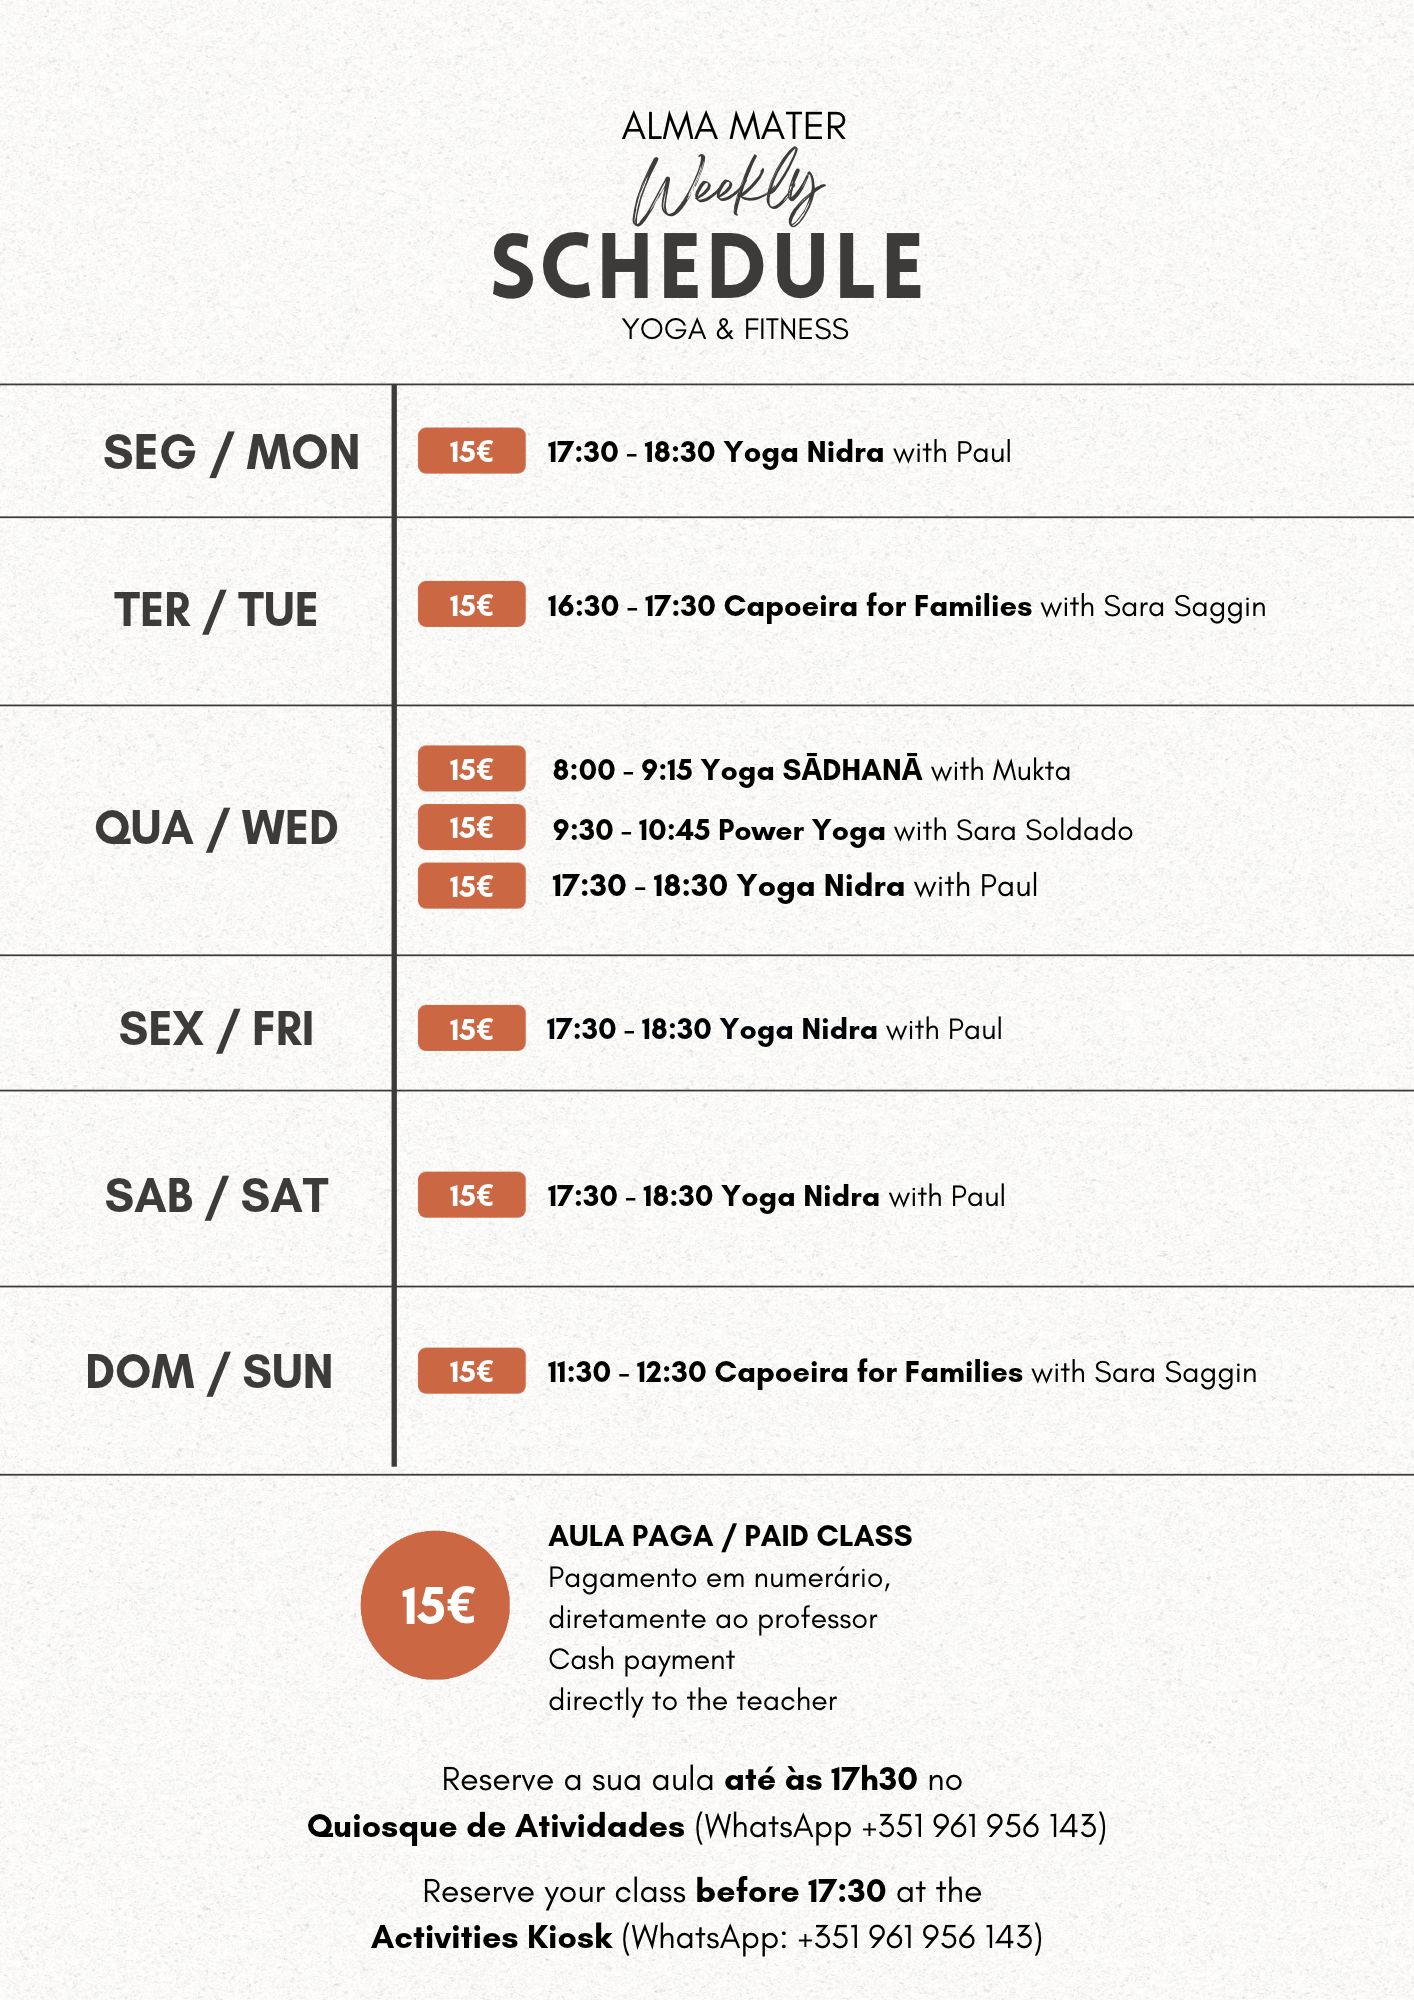 ALMA MATER
Weekly
SCHEDULE
YOGA & FITNESS
SEG / MON
15€ 17:30 - 18:30 Yoga Nidra with Paul
TER / TUE
15€ 16:30 - 17:30 Capoeira for Families with Sara Saggin
QUA / WED
15€ 8:00 - 9:15 Yoga SĀDHANĀ with Mukta
15€ 9:30 - 10:45 Power Yoga with Sara Soldado
15€ 17:30 - 18:30 Yoga Nidra with Paul
SEX / FRI
15€ 17:30 - 18:30 Yoga Nidra with Paul
SAB / SAT
15€ 17:30 - 18:30 Yoga Nidra with Paul
DOM / SUN
15€ 11:30 - 12:30 Capoeira for Families with Sara Saggin
15€
AULA PAGA / PAID CLASS
Pagamento em numerário,
diretamente ao professor
Cash payment
directly to the teacher
Reserve a sua aula até às 17h30 no
Quiosque de Atividades (WhatsApp +351 961 956 143)
Reserve your class before 17:30 at the
Activities Kiosk (WhatsApp: +351 961 956 143)